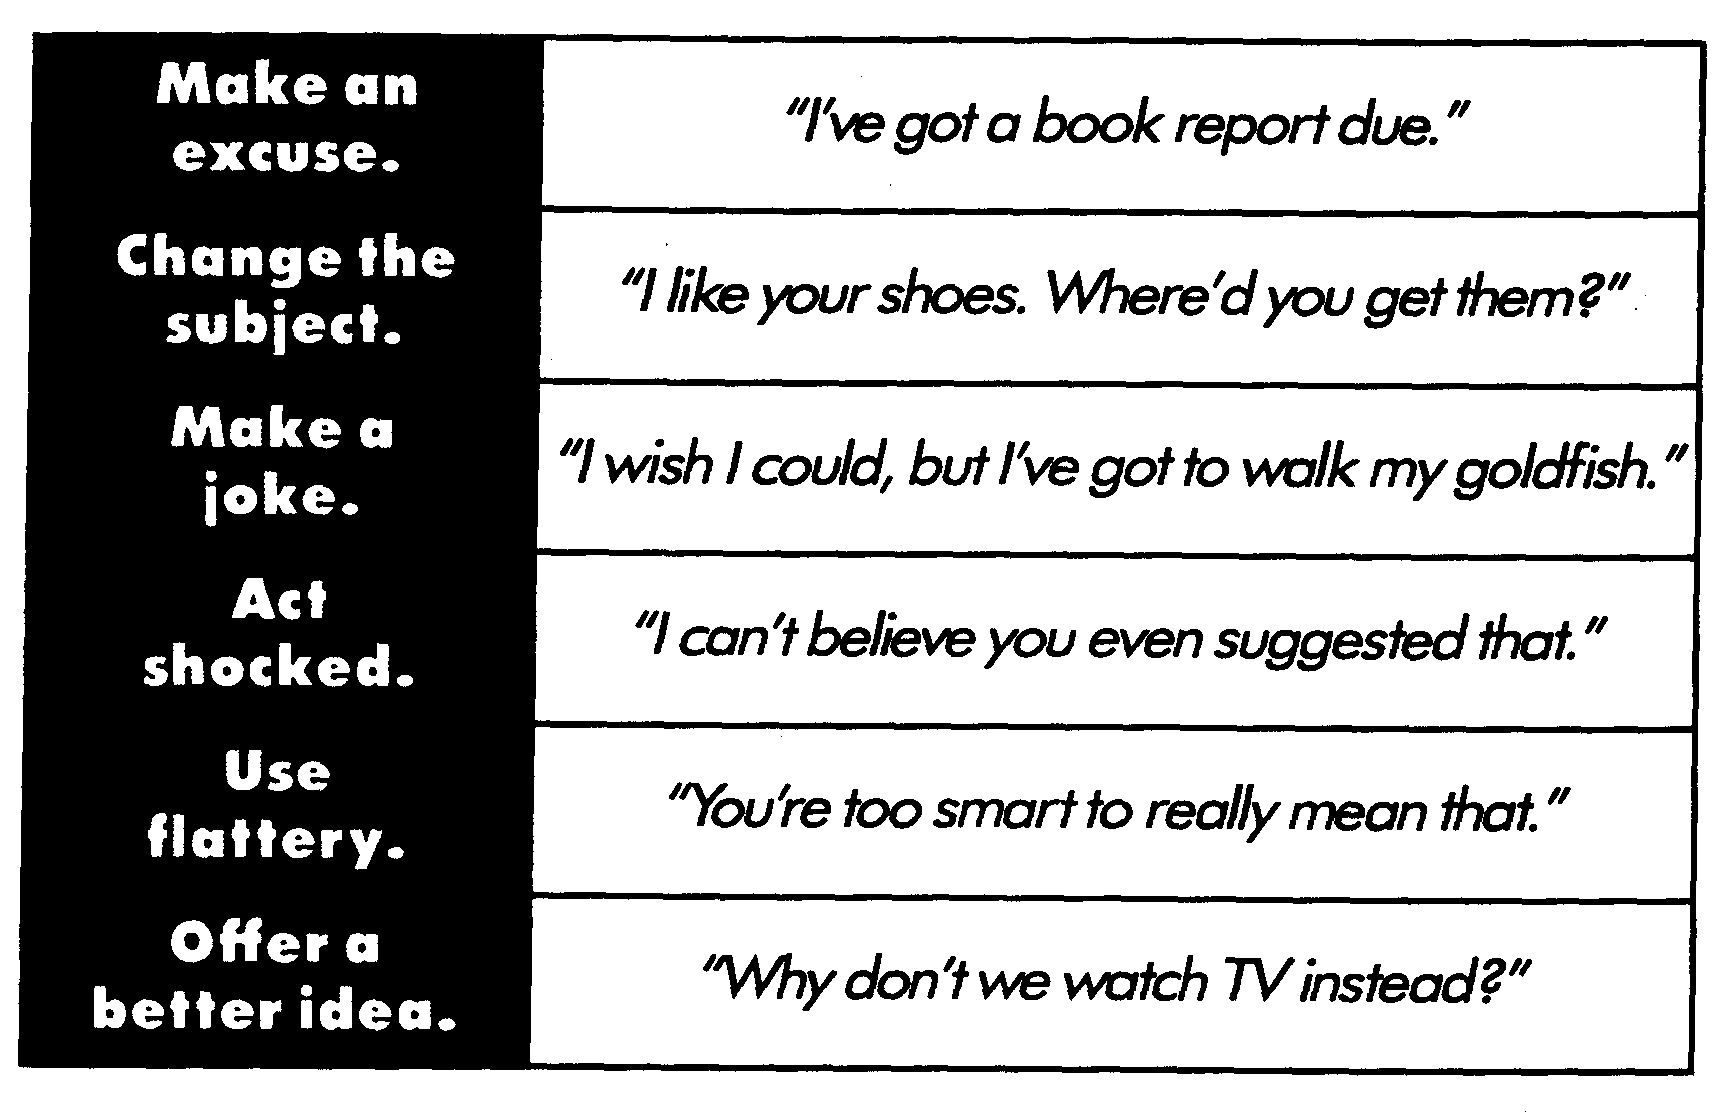 Make an
excuse.
"I've got a book report due."
Change the
subject.
"I like your shoes. Where'd you get them?"
Make a
joke.
"I wish I could, but I've got to walk my goldfish."
Act
shocked.
"I can't believe you even suggested that."
Use
flattery.
"You're too smart to really mean that."
Offer a
better idea.
"Why don't we watch TV instead?"